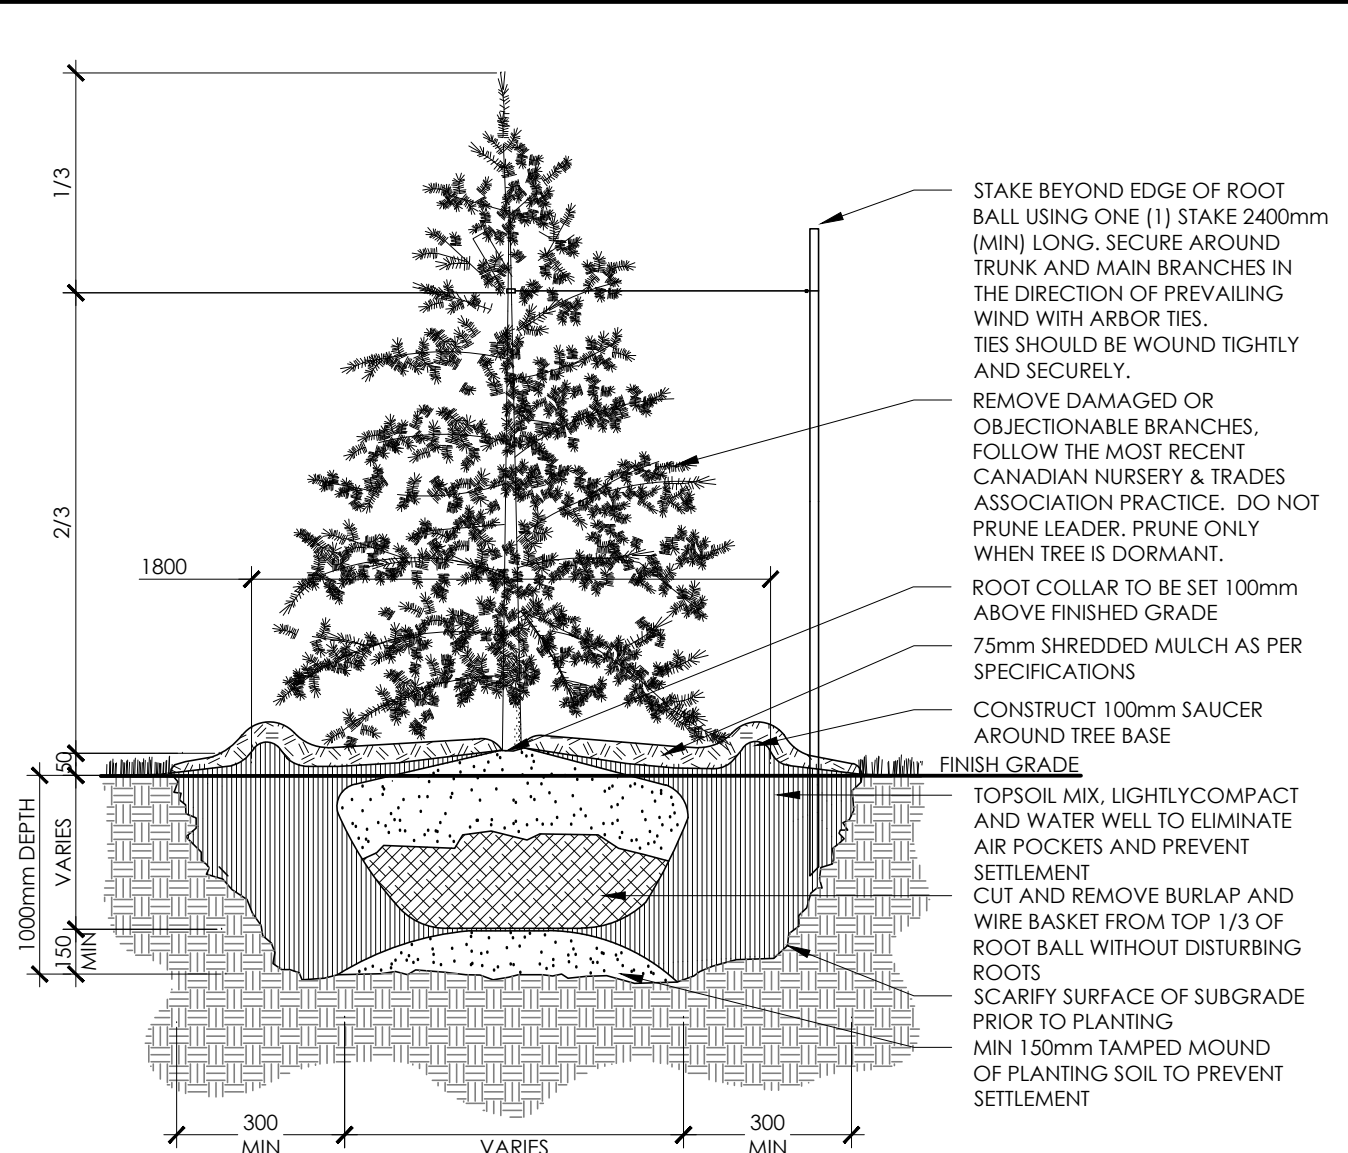 1/3
2/3
1800
50
1000mm DEPTH
VARIES
150
MIN
300
MIN
VARIES
300
MIN
STAKE BEYOND EDGE OF ROOT
BALL USING ONE (1) STAKE 2400mm
(MIN) LONG. SECURE AROUND
TRUNK AND MAIN BRANCHES IN
THE DIRECTION OF PREVAILING
WIND WITH ARBOR TIES.
TIES SHOULD BE WOUND TIGHTLY
AND SECURELY.
REMOVE DAMAGED OR
OBJECTIONABLE BRANCHES,
FOLLOW THE MOST RECENT
CANADIAN NURSERY & TRADES
ASSOCIATION PRACTICE. DO NOT
PRUNE LEADER. PRUNE ONLY
WHEN TREE IS DORMANT.
ROOT COLLAR TO BE SET 100mm
ABOVE FINISHED GRADE
75mm SHREDDED MULCH AS PER
SPECIFICATIONS
CONSTRUCT 100mm SAUCER
AROUND TREE BASE
FINISH GRADE
TOPSOIL MIX, LIGHTLYCOMPACT
AND WATER WELL TO ELIMINATE
AIR POCKETS AND PREVENT
SETTLEMENT
CUT AND REMOVE BURLAP AND
WIRE BASKET FROM TOP 1/3 OF
ROOT BALL WITHOUT DISTURBING
ROOTS
SCARIFY SURFACE OF SUBGRADE
PRIOR TO PLANTING
MIN 150mm TAMPED MOUND
OF PLANTING SOIL TO PREVENT
SETTLEMENT